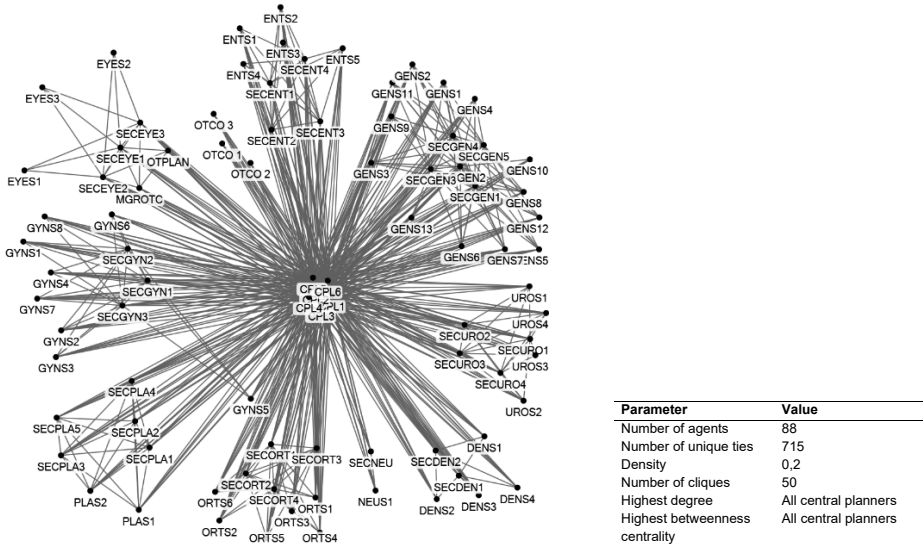 ENTS2
ENTS1
ENTS3
ENTS5
ENTS4
SECENT4
SECENT1
SECENT2
SECENT3
EYES2
EYES3
SECEYE3
SECEYE1
OTPLAN
EYES1
SECEYE2
MGROTC
OTCO 3
OTCO 1
OTCO 2
GENS2
GENS11
GENS1
GENS4
GENS9
SECGEN4
SECGEN5
GENS3
SECGEN3
GEN2
GENS10
SECGEN1
GENS8
GENS13
GENS12
GENS6
GENS7
ENS5
GYNS8
GYNS6
GYNS1
SECGYN2
GYNS4
SECGYN1
GYNS7
SECGYN3
GYNS2
GYNS3
GYNS5
CPL6
CPL4
PL1
CPL3
UROS1
UROS4
SECURO2
SECURO1
SECURO3
UROS3
SECURO4
UROS2
SECPLA4
SECPLA5
SECPLA2
SECPLA3
SECPLA1
PLAS2
PLAS1
SECORT3
SECORT2
SECORT4
ORTS6
ORTS1
ORTS2
ORTS3
ORTS5
ORTS4
SECNEU
NEUS1
DENS1
SECDEN2
SECDEN1
DENS2
DENS3
DENS4
Parameter Value
Number of agents 88
Number of unique ties 715
Density 0,2
Number of cliques 50
Highest degree All central planners
Highest betweenness All central planners
centrality